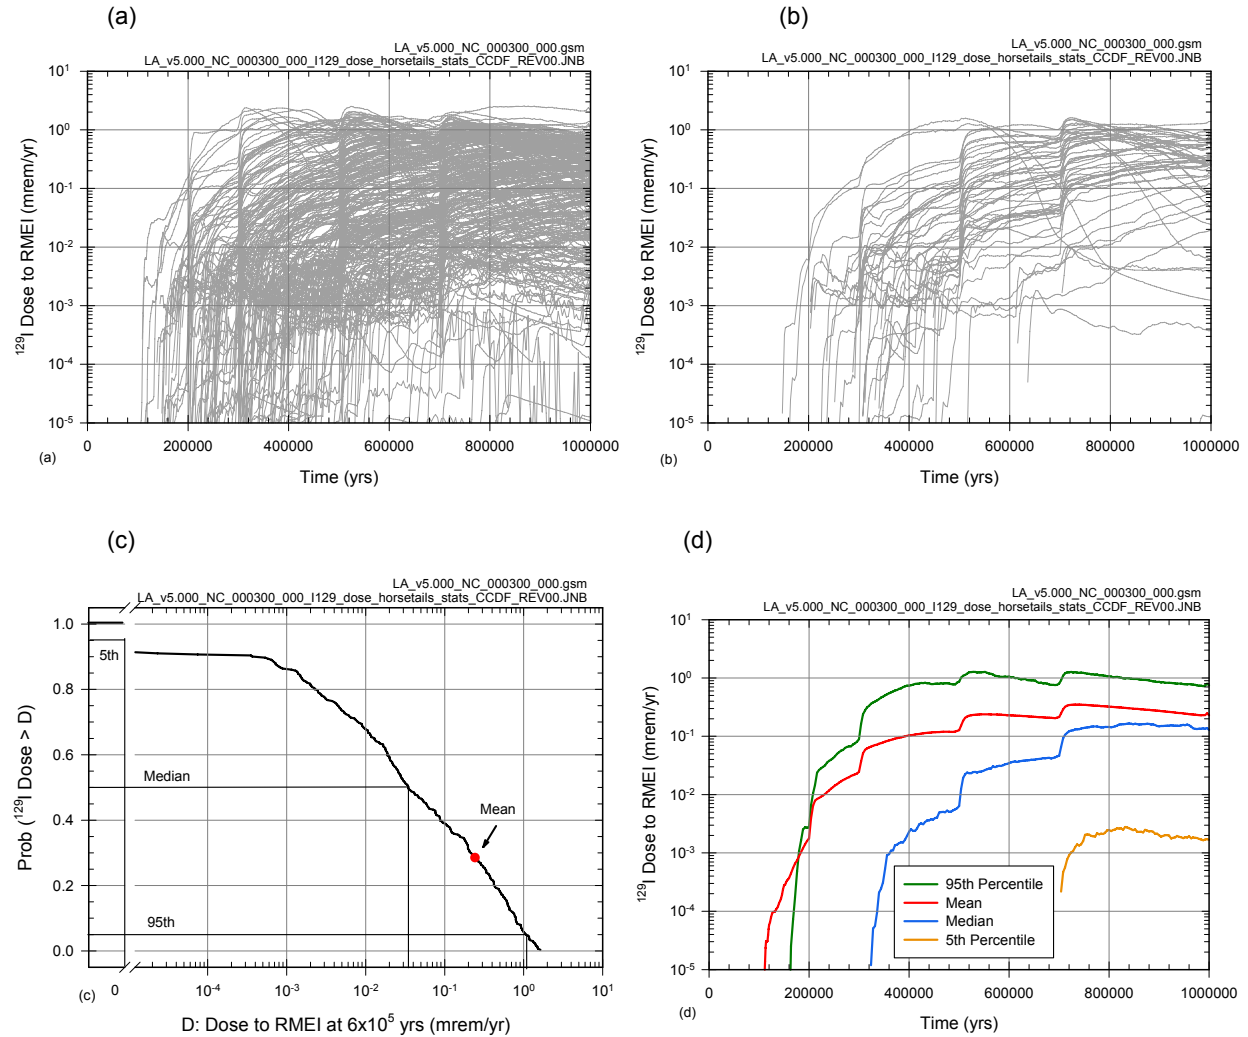 (a)
LA_v5.000_NC_000300_000.gsm
LA_v5.000_NC_000300_000_I129_dose_horsetails_stats_CCDF_REV00.JNB
10^1
10^0
10^-1
10^-2
10^-3
10^-4
10^-5
129I Dose to RMEI (mrem/yr)
0 200000 400000 600000 800000 1000000
(a)
Time (yrs)
(b)
LA_v5.000_NC_000300_000.gsm
LA_v5.000_NC_000300_000_I129_dose_horsetails_stats_CCDF_REV00.JNB
10^1
10^0
10^-1
10^-2
10^-3
10^-4
10^-5
129I Dose to RMEI (mrem/yr)
0 200000 400000 600000 800000 1000000
(b)
Time (yrs)
(c)
LA_v5.000_NC_000300_000.gsm
LA_v5.000_NC_000300_000_I129_dose_horsetails_stats_CCDF_REV00.JNB
1.0
5th
0.8
0.6
Median
Mean
0.4
0.2
95th
0.0
Prob (129I Dose > D)
(c)
0 10^-4 10^-3 10^-2 10^-1 10^0 10^1
D: Dose to RMEI at 6x10^5 yrs (mrem/yr)
(d)
LA_v5.000_NC_000300_000.gsm
LA_v5.000_NC_000300_000_I129_dose_horsetails_stats_CCDF_REV00.JNB
10^1
10^0
10^-1
10^-2
10^-3
10^-4
10^-5
129I Dose to RMEI (mrem/yr)
95th Percentile
Mean
Median
5th Percentile
0 200000 400000 600000 800000 1000000
(d)
Time (yrs)